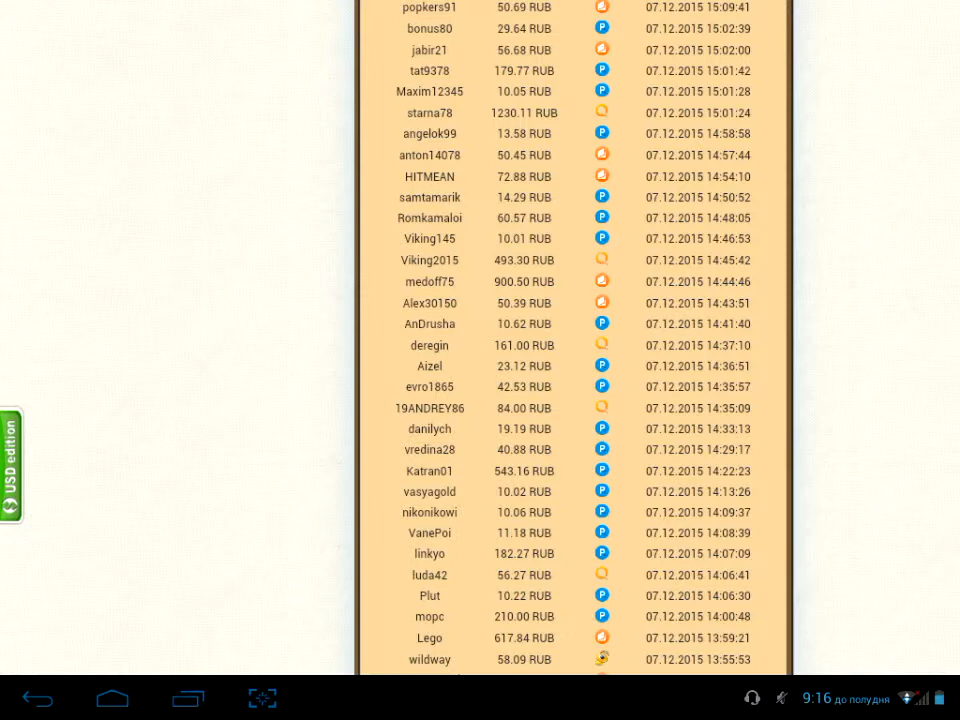 popkers91 50.69 RUB 07.12.2015 15:09:41
bonus80 29.64 RUB P 07.12.2015 15:02:39
jabir21 56.68 RUB 07.12.2015 15:02:00
tat9378 179.77 RUB P 07.12.2015 15:01:42
Maxim12345 10.05 RUB P 07.12.2015 15:01:28
starna78 1230.11 RUB 07.12.2015 15:01:24
angelok99 13.58 RUB P 07.12.2015 14:58:58
anton14078 50.45 RUB 07.12.2015 14:57:44
HITMEAN 72.88 RUB 07.12.2015 14:54:10
samtamarik 14.29 RUB P 07.12.2015 14:50:52
Romkamaloi 60.57 RUB P 07.12.2015 14:48:05
Viking145 10.01 RUB P 07.12.2015 14:46:53
Viking2015 493.30 RUB 07.12.2015 14:45:42
medoff75 900.50 RUB 07.12.2015 14:44:46
Alex30150 50.39 RUB 07.12.2015 14:43:51
AnDrusha 10.62 RUB P 07.12.2015 14:41:40
deregin 161.00 RUB 07.12.2015 14:37:10
Aizel 23.12 RUB P 07.12.2015 14:36:51
evro1865 42.53 RUB P 07.12.2015 14:35:57
19ANDREY86 84.00 RUB 07.12.2015 14:35:09
danilych 19.19 RUB P 07.12.2015 14:33:13
vredina28 40.88 RUB P 07.12.2015 14:29:17
Katran01 543.16 RUB P 07.12.2015 14:22:23
vasyagold 10.02 RUB P 07.12.2015 14:13:26
nikonikowi 10.06 RUB P 07.12.2015 14:09:37
VanePoi 11.18 RUB P 07.12.2015 14:08:39
linkyo 182.27 RUB P 07.12.2015 14:07:09
luda42 56.27 RUB 07.12.2015 14:06:41
Plut 10.22 RUB P 07.12.2015 14:06:30
mopc 210.00 RUB P 07.12.2015 14:00:48
Lego 617.84 RUB 07.12.2015 13:59:21
wildway 58.09 RUB 07.12.2015 13:55:53
$ USD edition
9:16 до полудня